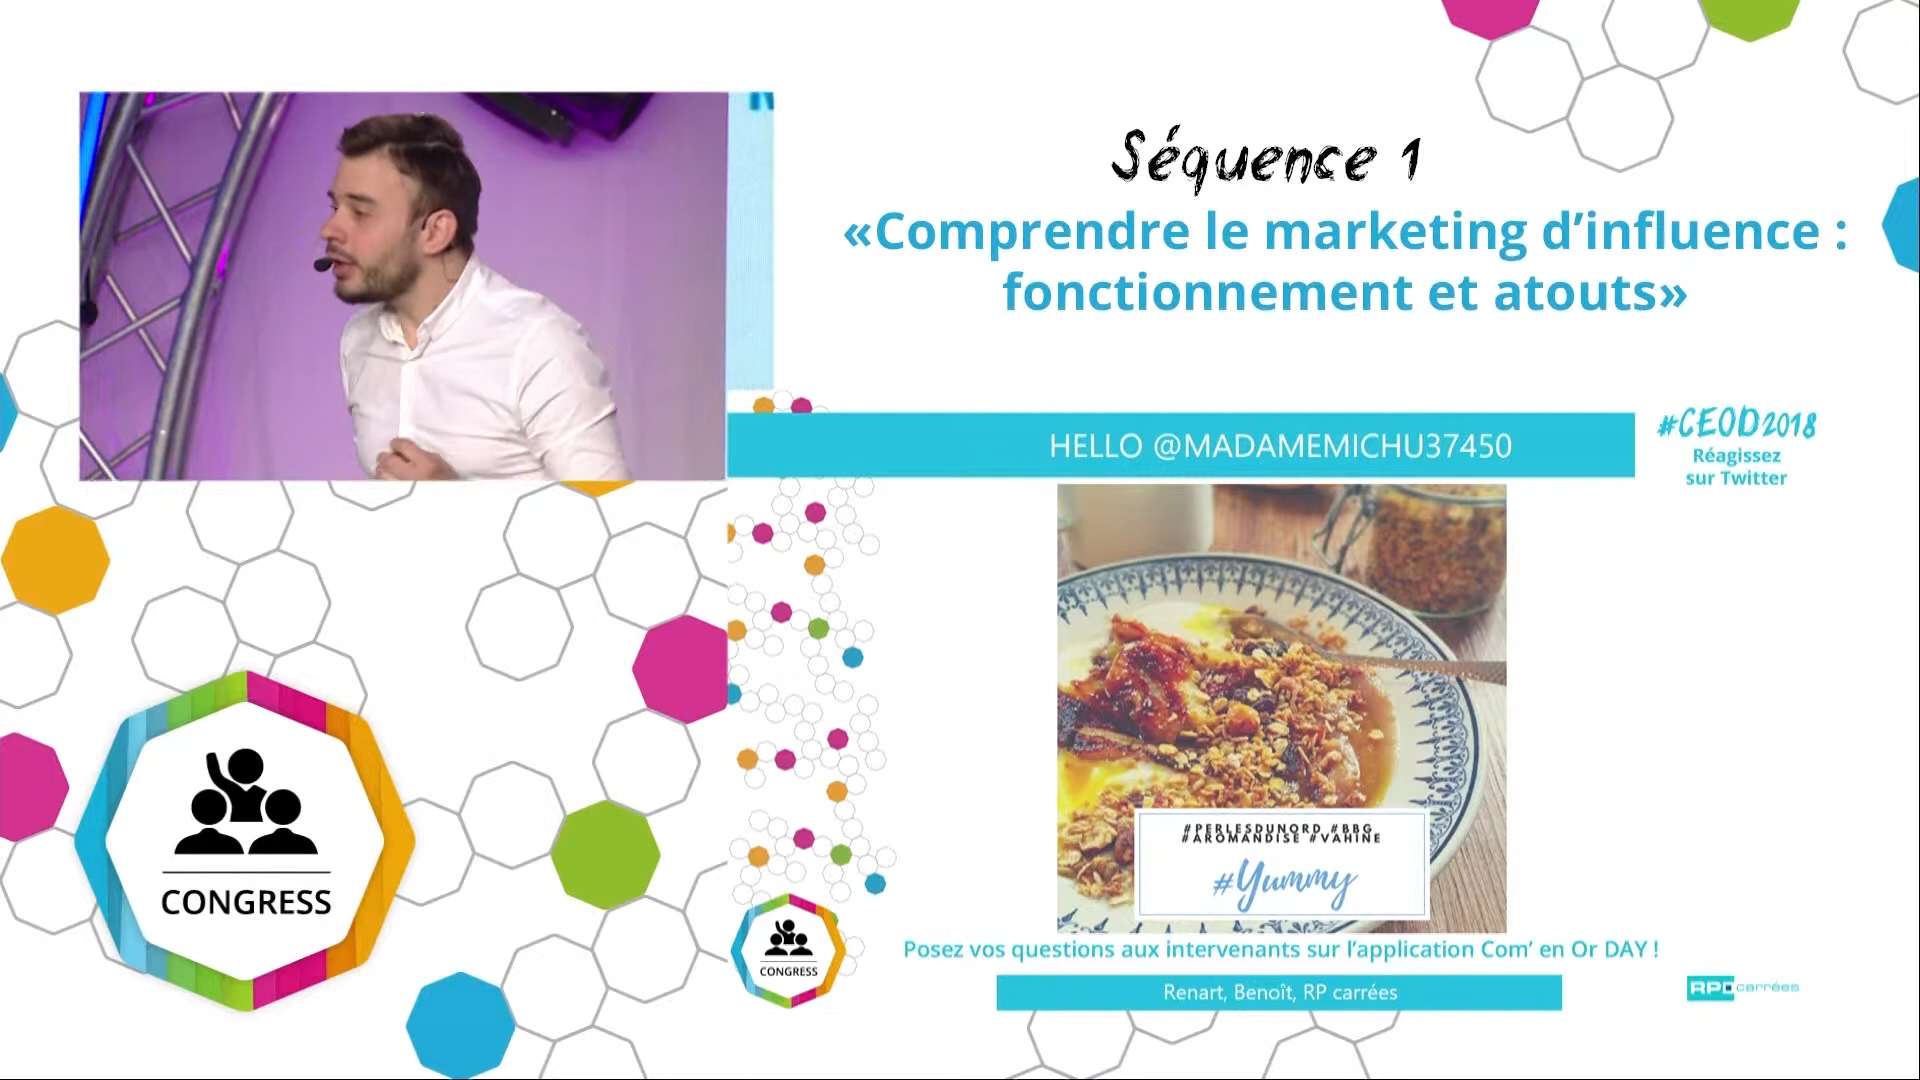 Séquence 1
«Comprendre le marketing d’influence :
fonctionnement et atouts»
HELLO @MADAMEMICHU37450
#CEOD2018
Réagissez
sur Twitter
#PERLESDUNORD #BBG
#AROMANDISE #VAHINE
#Yummy
CONGRESS
CONGRESS
Posez vos questions aux intervenants sur l’application Com’ en Or DAY !
Renart, Benoît, RP carrées
RP carrées